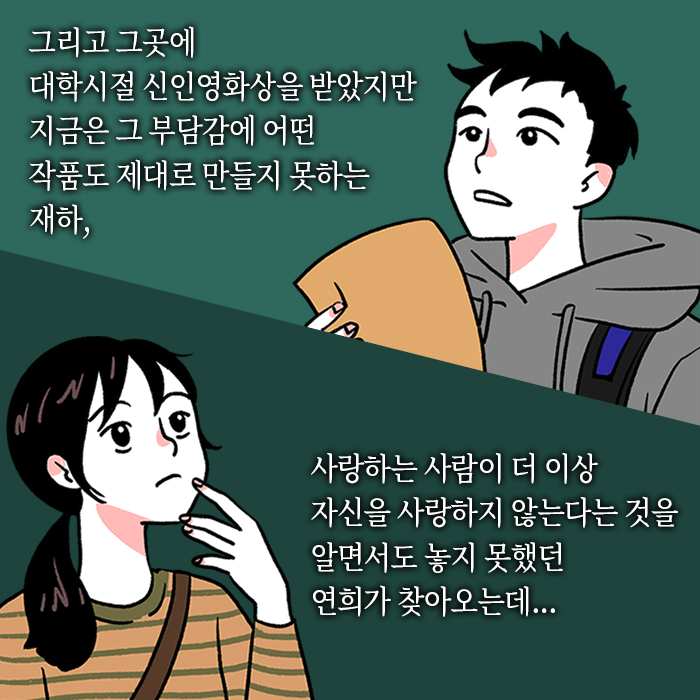 그리고 그곳에
대학시절 신인영화상을 받았지만
지금은 그 부담감에 어떤
작품도 제대로 만들지 못하는
재하,
사랑하는 사람이 더 이상
자신을 사랑하지 않는다는 것을
알면서도 놓지 못했던
연희가 찾아오는데...